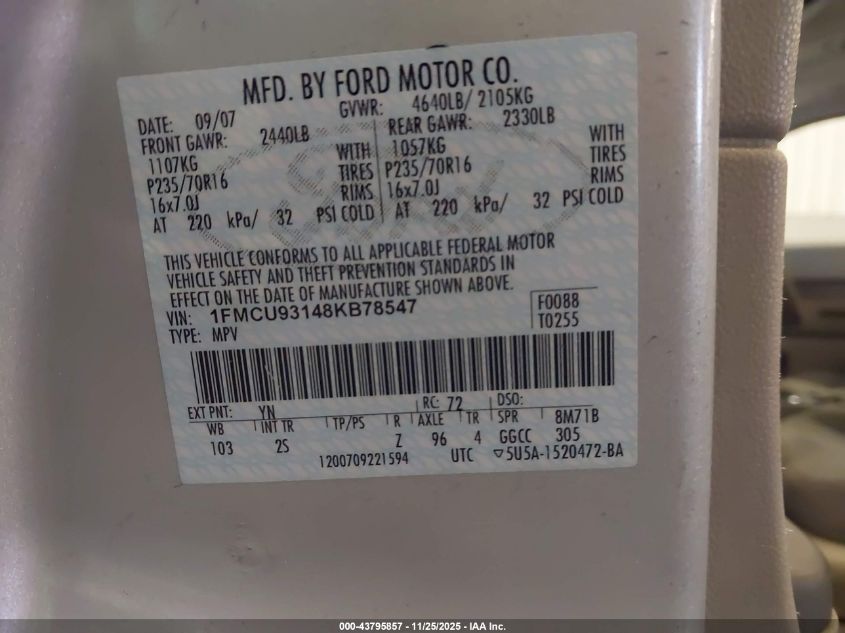 MFD. BY FORD MOTOR CO.
DATE: 09/07 GVWR: 4640LB/ 2105KG
FRONT GAWR: 2440LB REAR GAWR: 2330LB
1107KG WITH 1057KG WITH
P235/70R16 TIRES P235/70R16 TIRES
16x7.0J RIMS 16x7.0J RIMS
AT 220 kPa/ 32 PSI COLD AT 220 kPa/ 32 PSI COLD
THIS VEHICLE CONFORMS TO ALL APPLICABLE FEDERAL MOTOR
VEHICLE SAFETY AND THEFT PREVENTION STANDARDS IN
EFFECT ON THE DATE OF MANUFACTURE SHOWN ABOVE.
VIN: 1FMCU93148KB78547 F0088
TYPE: MPV T0255
EXT PNT: YN RC: 72 DSO:
WB INT TR TP/PS R AXLE TR SPR 8M71B
103 2S Z 96 4 GGCC 305
1200709221594 UTC ▽5U5A-1520472-BA
000-43795857 - 11/25/2025 - IAA Inc.